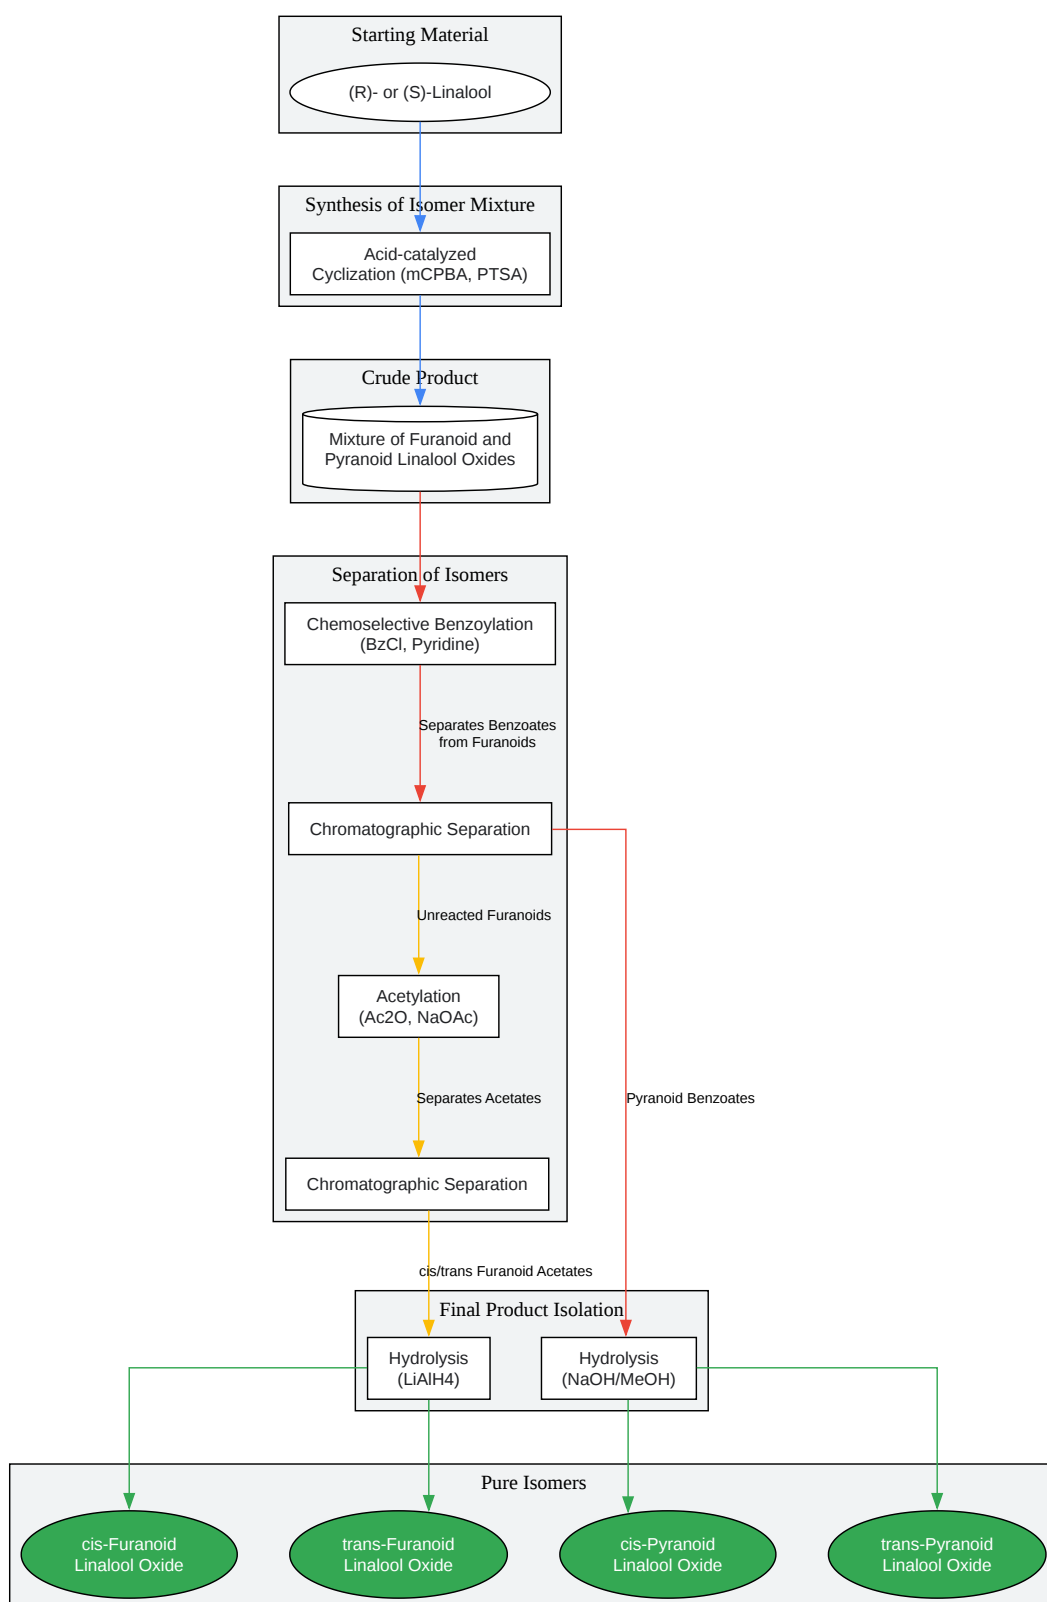 Starting Material
(R)- or (S)-Linalool
Synthesis of Isomer Mixture
Acid-catalyzed
Cyclization (mCPBA, PTSA)
Crude Product
Mixture of Furanoid and
Pyranoid Linalool Oxides
Separation of Isomers
Chemoselective Benzoylation
(BzCl, Pyridine)
Separates Benzoates
from Furanoids
Chromatographic Separation
Unreacted Furanoids
Acetylation
(Ac2O, NaOAc)
Separates Acetates
Pyranoid Benzoates
Chromatographic Separation
cis/trans Furanoid Acetates
Final Product Isolation
Hydrolysis
(LiAlH4)
Hydrolysis
(NaOH/MeOH)
Pure Isomers
cis-Furanoid
Linalool Oxide
trans-Furanoid
Linalool Oxide
cis-Pyranoid
Linalool Oxide
trans-Pyranoid
Linalool Oxide